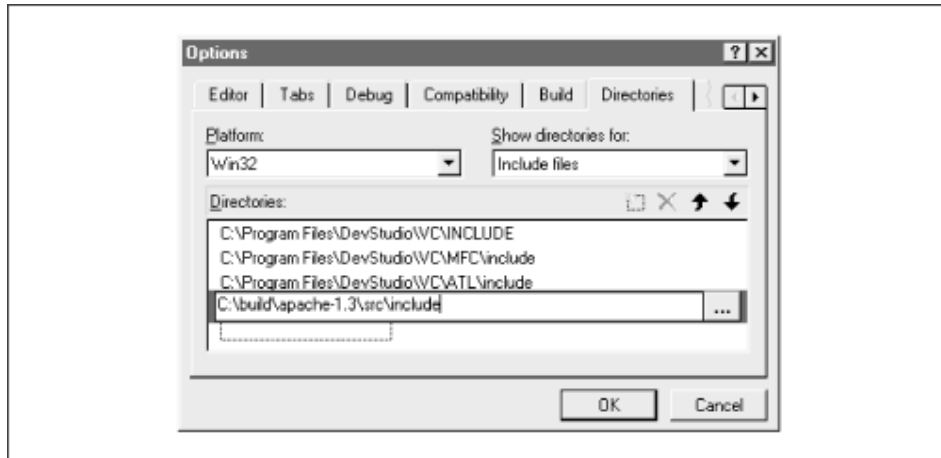 Options
Editor Tabs Debug Compatibility Build Directories
Platform: Show directories for:
Win32 Include files
Directories:
C:\Program Files\DevStudio\VC\INCLUDE
C:\Program Files\DevStudio\VC\MFC\include
C:\Program Files\DevStudio\VC\ATL\include
C:\build\apache-1.3\src\include ...
OK Cancel